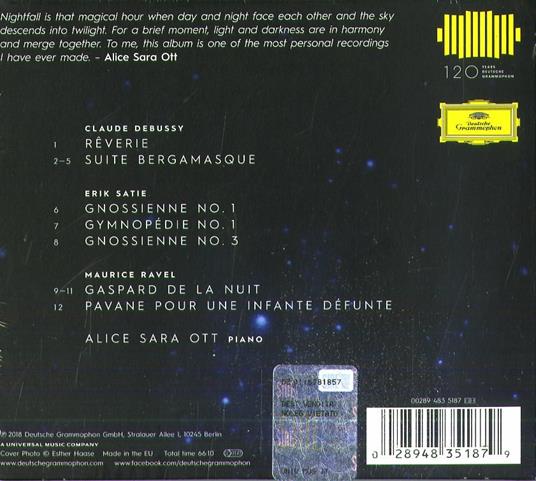 Nightfall is that magical hour when day and night face each other and the sky
descends into twilight. For a brief moment, light and darkness are in harmony
and merge together. To me, this album is one of the most personal recordings
I have ever made. – Alice Sara Ott
120 YEARS DEUTSCHE GRAMMOPHON
Deutsche
Grammophon
CLAUDE DEBUSSY
1 RÊVERIE
2–5 SUITE BERGAMASQUE
ERIK SATIE
6 GNOSSIENNE NO. 1
7 GYMNOPÉDIE NO. 1
8 GNOSSIENNE NO. 3
MAURICE RAVEL
9–11 GASPARD DE LA NUIT
12 PAVANE POUR UNE INFANTE DÉFUNTE
ALICE SARA OTT PIANO
NOLEG VIETATO
00289 483 5187
0 28948 35187 9
℗ 2018 Deutsche Grammophon GmbH, Stralauer Allee 1, 10245 Berlin
A UNIVERSAL MUSIC COMPANY
Cover Photo © Esther Haase Made in the EU Total time 66:10
www.deutschegrammophon.com www.facebook.com/deutschegrammophon